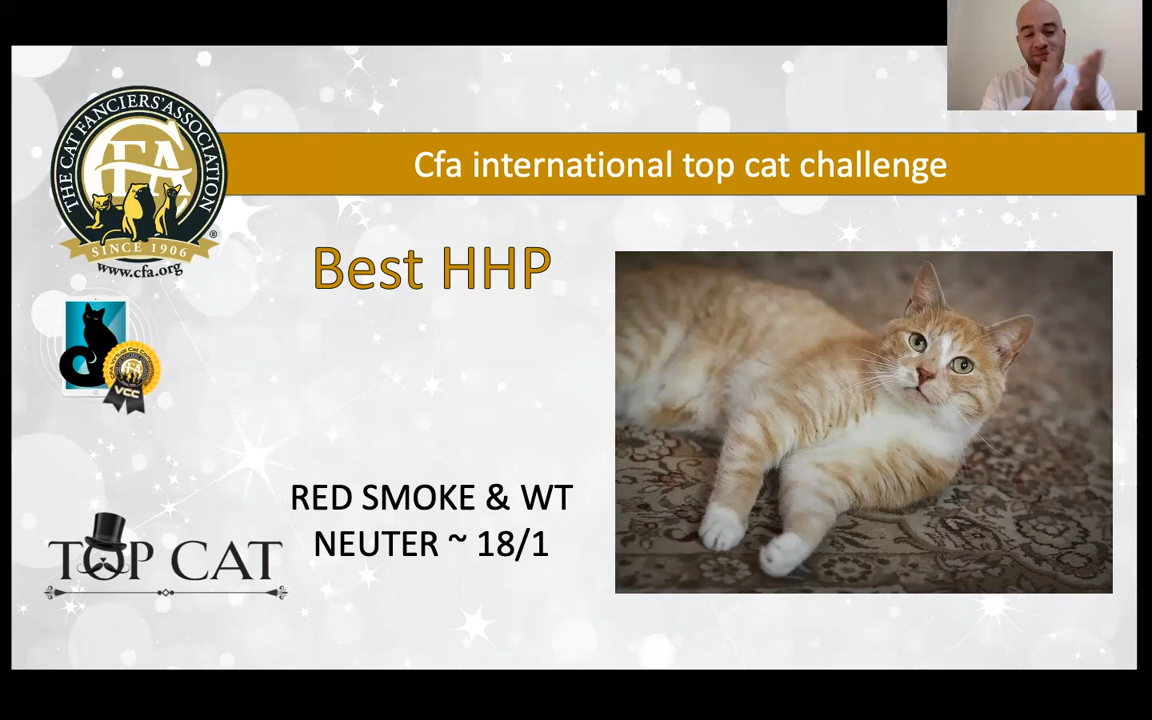 THE CAT FANCIERS' ASSOCIATION
CFA
®
SINCE 1906
www.cfa.org
Cfa international top cat challenge
Best HHP
VCC
RED SMOKE & WT
NEUTER ~ 18/1
TOP CAT